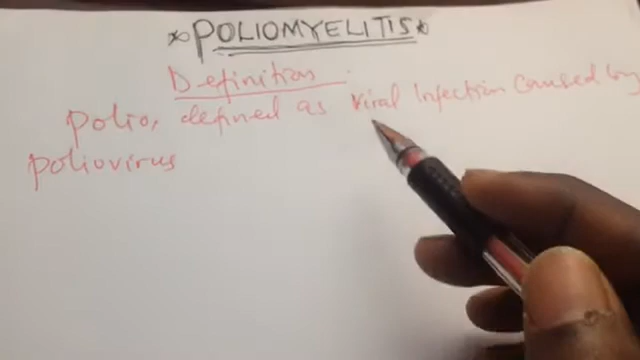 *POLIOMYELITIS*
Definition.
Polio, defined as viral Infection caused by
poliovirus